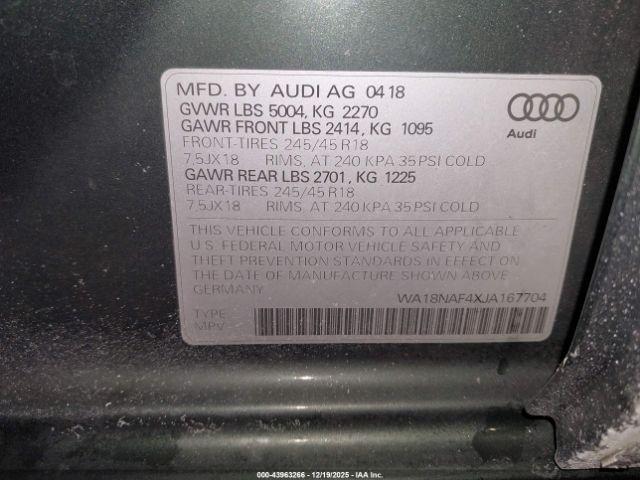 MFD. BY AUDI AG 0418
GVWR LBS 5004, KG 2270
GAWR FRONT LBS 2414, KG 1095
FRONT-TIRES 245/45 R18
7,5JX18 RIMS, AT 240 KPA 35 PSI COLD
GAWR REAR LBS 2701, KG 1225
REAR-TIRES 245/45 R18
7,5JX18 RIMS, AT 240 KPA 35 PSI COLD
Audi
THIS VEHICLE CONFORMS TO ALL APPLICABLE
U.S. FEDERAL MOTOR VEHICLE SAFETY AND
THEFT PREVENTION STANDARDS IN EFFECT ON
THE DATE OF MANUFACTURE SHOWN ABOVE.
GERMANY
WA18NAF4XJA167704
TYPE
MPV
000-43963266 - 12/19/2025 - IAA Inc.